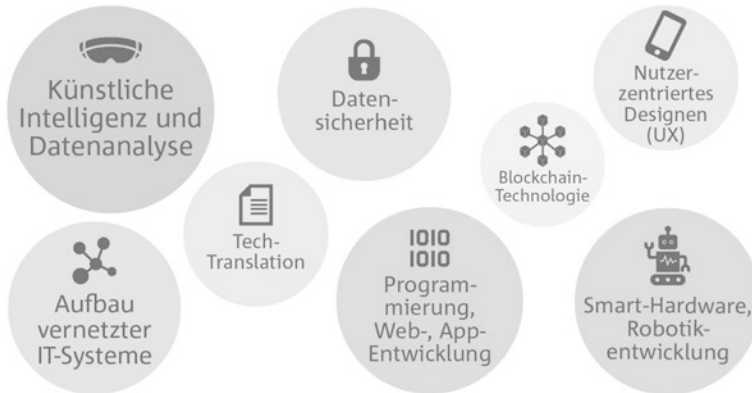 Künstliche
Intelligenz und
Datenanalyse
Daten-
sicherheit
Nutzer-
zentriertes
Designen
(UX)
Blockchain-
Technologie
Tech-
Translation
Aufbau
vernetzter
IT-Systeme
1010
1010
Program-
mierung,
Web-, App-
Entwicklung
Smart-Hardware,
Robotik-
entwicklung